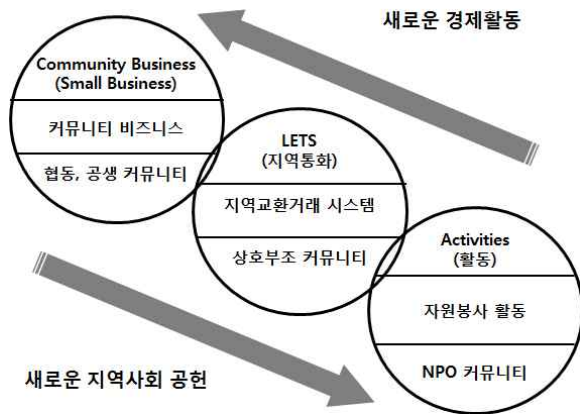 새로운 경제활동
Community Business
(Small Business)
커뮤니티 비즈니스
협동, 공생 커뮤니티
LETS
(지역통화)
지역교환거래 시스템
상호부조 커뮤니티
Activities
(활동)
자원봉사 활동
NPO 커뮤니티
새로운 지역사회 공헌